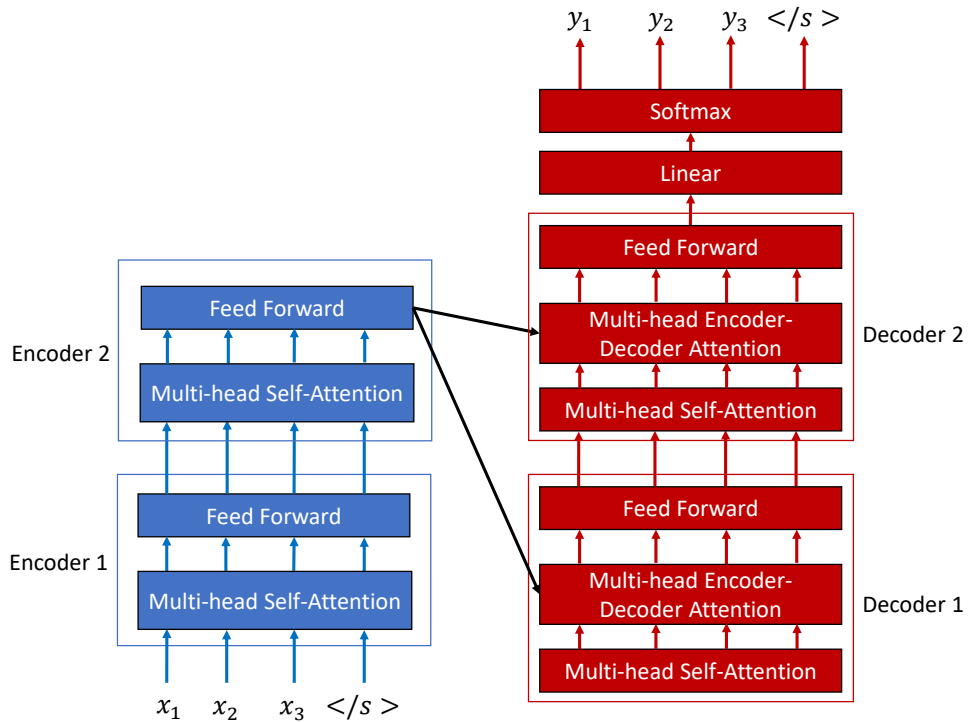 y₁ y₂ y₃ </s>
Softmax
Linear
Feed Forward
Multi-head Encoder-
Decoder Attention
Multi-head Self-Attention
Decoder 2
Feed Forward
Multi-head Encoder-
Decoder Attention
Multi-head Self-Attention
Decoder 1
Encoder 2
Feed Forward
Multi-head Self-Attention
Encoder 1
Feed Forward
Multi-head Self-Attention
x₁ x₂ x₃ </s>